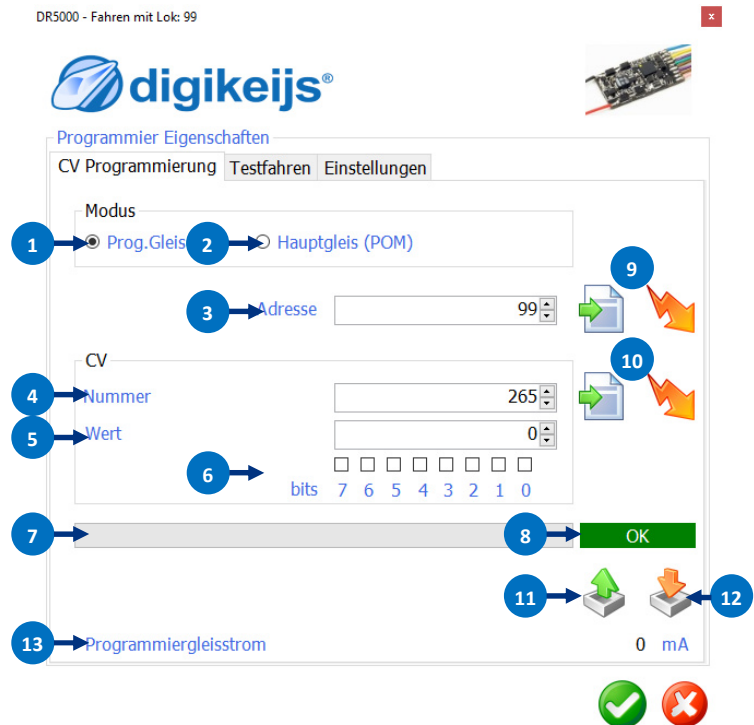 DR5000 - Fahren mit Lok: 99
x
digikeijs®
Programmier Eigenschaften
CV Programmierung Testfahren Einstellungen
Modus
1 Prog.Gleis 2 Hauptgleis (POM)
9
3 Adresse 99
CV
10
4 Nummer 265
5 Wert 0
6
bits 7 6 5 4 3 2 1 0
7 8 OK
11 12
13 Programmiergleisstrom 0 mA